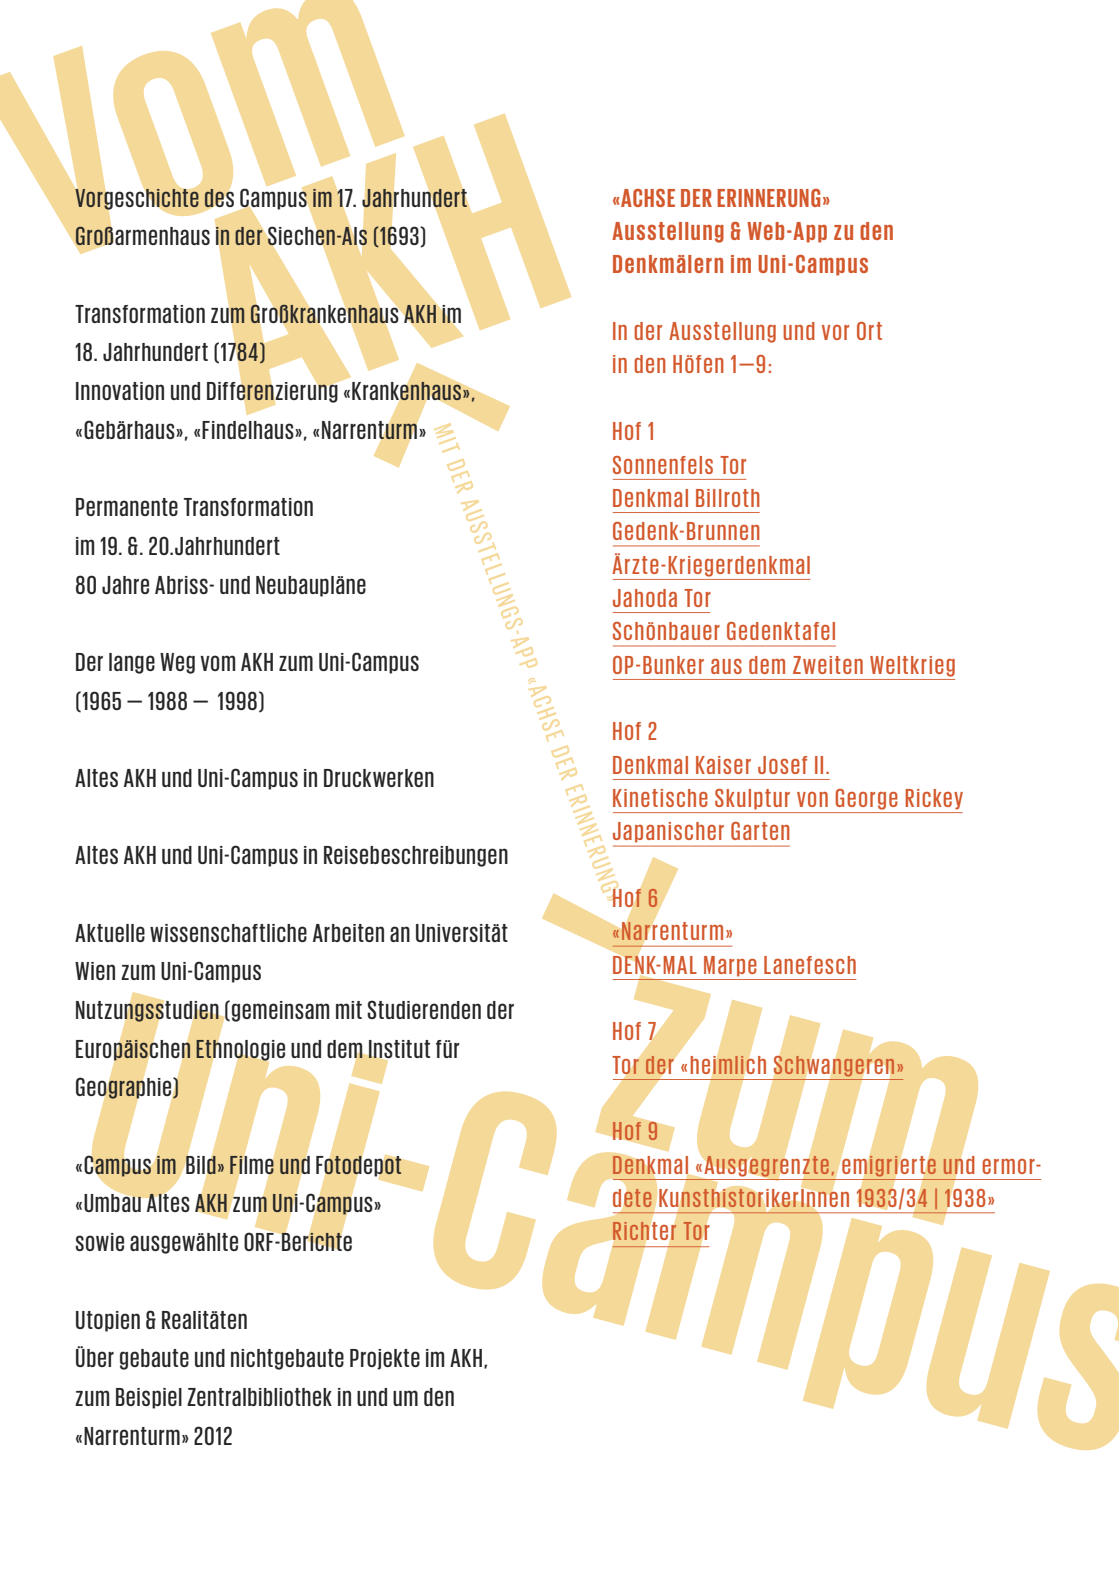 Vom
AKH
MIT DER AUSSTELLUNGS-APP «ACHSE DER ERINNERUNG»
zum
Uni-Campus
Vorgeschichte des Campus im 17. Jahrhundert
Großarmenhaus in der Siechen-Als (1693)
Transformation zum Großkrankenhaus AKH im
18. Jahrhundert (1784)
Innovation und Differenzierung «Krankenhaus»,
«Gebärhaus», «Findelhaus», «Narrenturm»
Permanente Transformation
im 19. &. 20.Jahrhundert
80 Jahre Abriss- und Neubaupläne
Der lange Weg vom AKH zum Uni-Campus
(1965 — 1988 — 1998)
Altes AKH und Uni-Campus in Druckwerken
Altes AKH und Uni-Campus in Reisebeschreibungen
Aktuelle wissenschaftliche Arbeiten an Universität
Wien zum Uni-Campus
Nutzungsstudien (gemeinsam mit Studierenden der
Europäischen Ethnologie und dem Institut für
Geographie)
«Campus im Bild» Filme und Fotodepot
«Umbau Altes AKH zum Uni-Campus»
sowie ausgewählte ORF-Berichte
Utopien & Realitäten
Über gebaute und nichtgebaute Projekte im AKH,
zum Beispiel Zentralbibliothek in und um den
«Narrenturm» 2012
«ACHSE DER ERINNERUNG»
Ausstellung & Web-App zu den
Denkmälern im Uni-Campus
In der Ausstellung und vor Ort
in den Höfen 1—9:
Hof 1
Sonnenfels Tor
Denkmal Billroth
Gedenk-Brunnen
Ärzte-Kriegerdenkmal
Jahoda Tor
Schönbauer Gedenktafel
OP-Bunker aus dem Zweiten Weltkrieg
Hof 2
Denkmal Kaiser Josef II.
Kinetische Skulptur von George Rickey
Japanischer Garten
Hof 6
«Narrenturm»
DENK-MAL Marpe Lanefesch
Hof 7
Tor der «heimlich Schwangeren»
Hof 9
Denkmal «Ausgegrenzte, emigrierte und ermor-
dete KunsthistorikerInnen 1933/34 | 1938»
Richter Tor